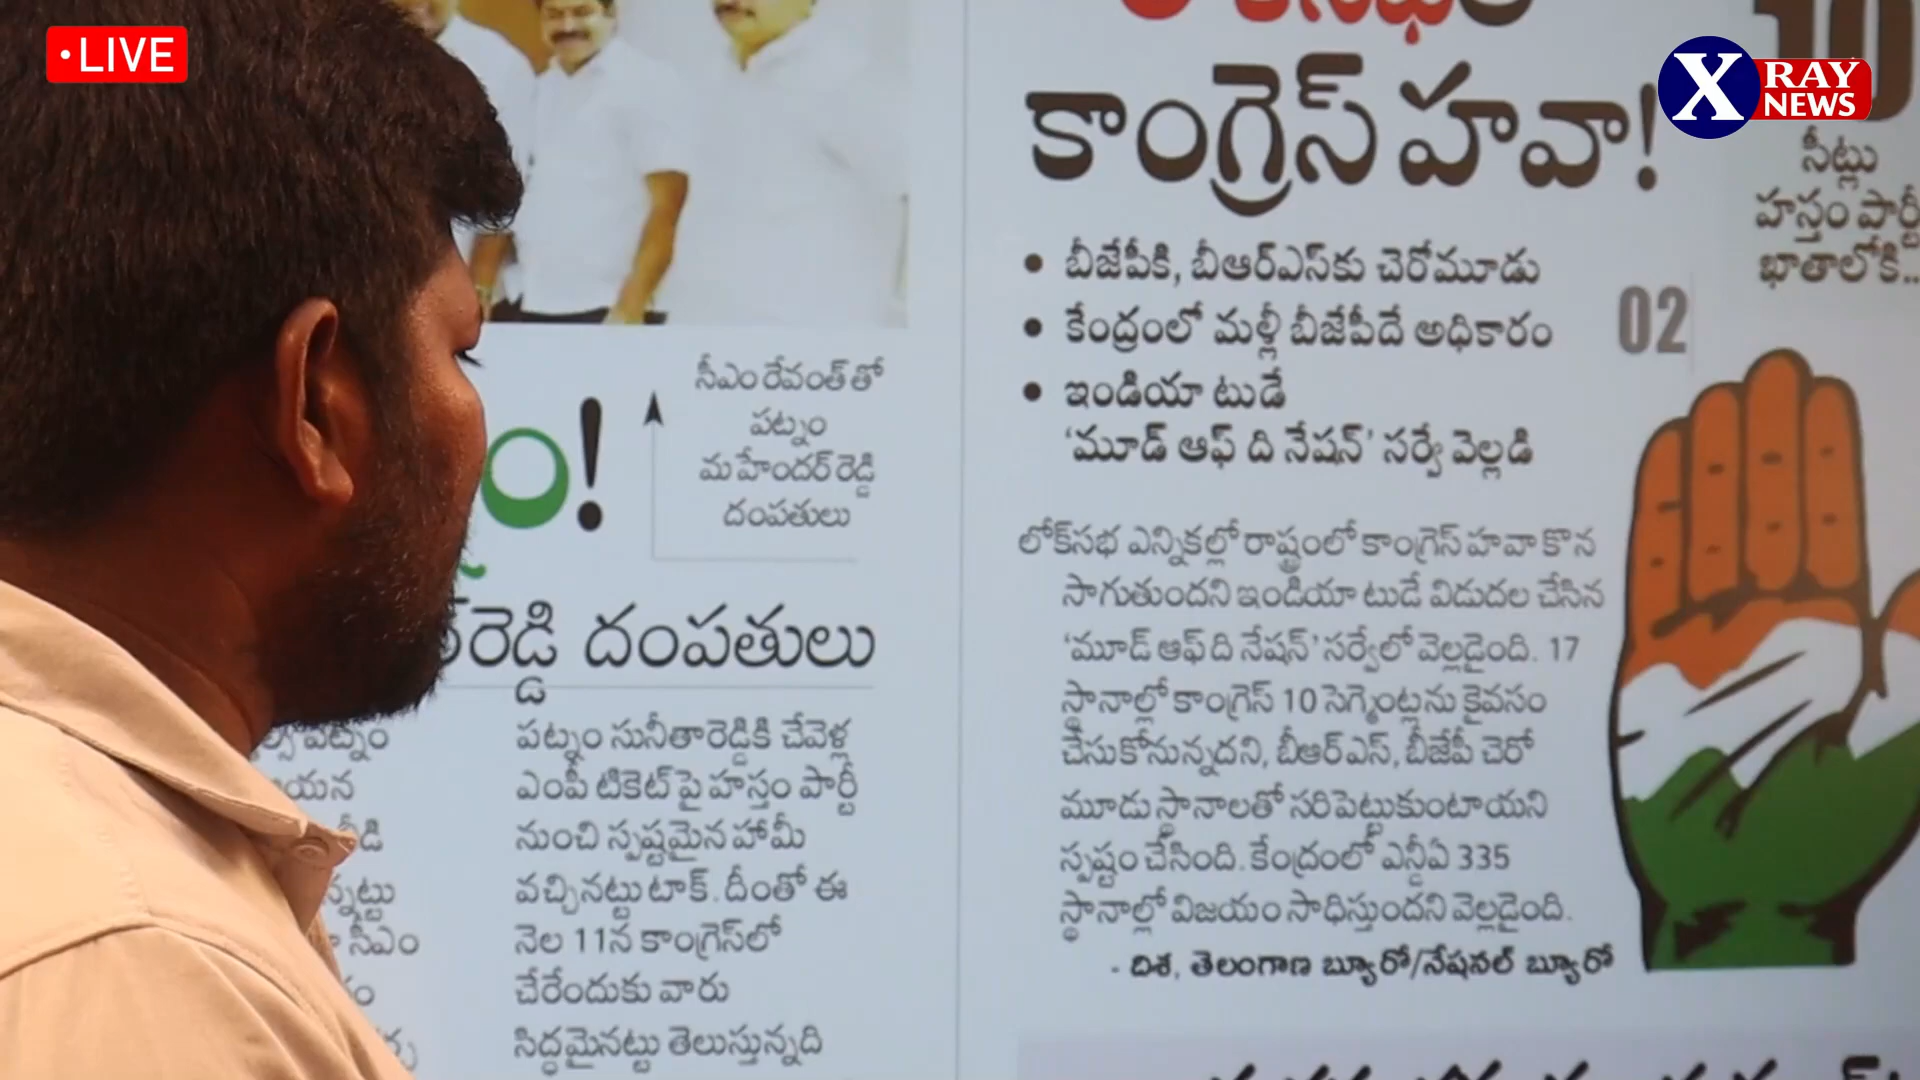 LIVE
X RAY
NEWS
కాంగ్రెస్ హవా!
• బీజేపీకి, బీఆర్ఎస్‌కు చెరోమూడు
• కేంద్రంలో మళ్లీ బీజేపీదే అధికారం
• ఇండియా టుడే
‘మూడ్ ఆఫ్ ది నేషన్’ సర్వే వెల్లడి
లోక్‌సభ ఎన్నికల్లో రాష్ట్రంలో కాంగ్రెస్ హవా కొన
సాగుతుందని ఇండియా టుడే విడుదల చేసిన
‘మూడ్ ఆఫ్ ది నేషన్’ సర్వేలో వెల్లడైంది. 17
స్థానాల్లో కాంగ్రెస్ 10 సెగ్మెంట్లను కైవసం
చేసుకోనున్నదని, బీఆర్ఎస్, బీజేపీ చెరో
మూడు స్థానాలతో సరిపెట్టుకుంటాయని
స్పష్టం చేసింది. కేంద్రంలో ఎన్డీఏ 335
స్థానాల్లో విజయం సాధిస్తుందని వెల్లడైంది.
- దిశ, తెలంగాణ బ్యూరో/నేషనల్ బ్యూరో
02
10
సీట్లు
హస్తం పార్టీ
ఖాతాలోకి..
సీఎం రేవంత్ తో
పట్నం
మహేందర్ రెడ్డి
దంపతులు
రెడ్డి దంపతులు
పట్నం సునీతారెడ్డికి చేవెళ్ల
ఎంపీ టికెట్ పై హస్తం పార్టీ
నుంచి స్పష్టమైన హామీ
వచ్చినట్టు టాక్. దీంతో ఈ
నెల 11న కాంగ్రెస్‌లో
చేరేందుకు వారు
సిద్ధమైనట్టు తెలుస్తున్నది